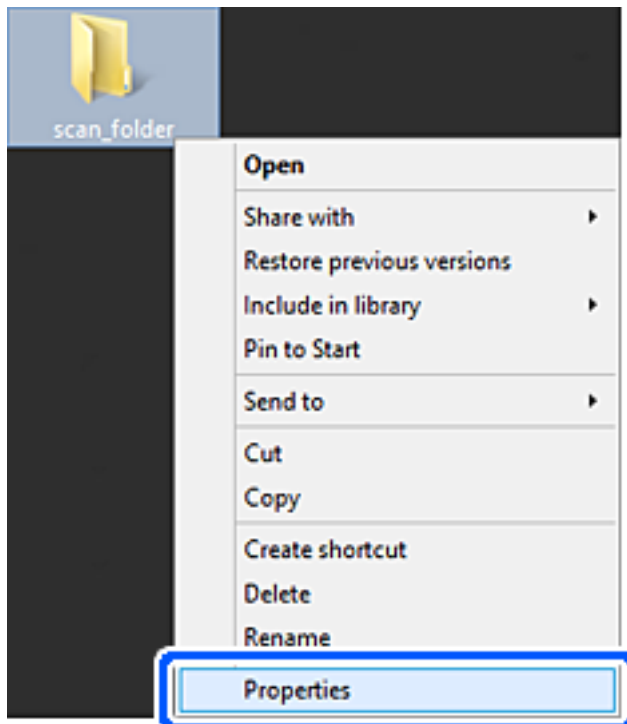 scan_folder
Open
Share with
Restore previous versions
Include in library
Pin to Start
Send to
Cut
Copy
Create shortcut
Delete
Rename
Properties